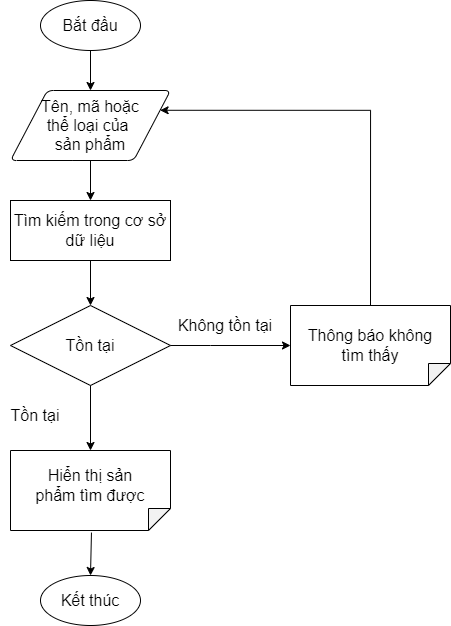 Bắt đầu
Tên, mã hoặc
thể loại của
sản phẩm
Tìm kiếm trong cơ sở
dữ liệu
Tồn tại
Không tồn tại
Thông báo không
tìm thấy
Tồn tại
Hiển thị sản
phẩm tìm được
Kết thúc